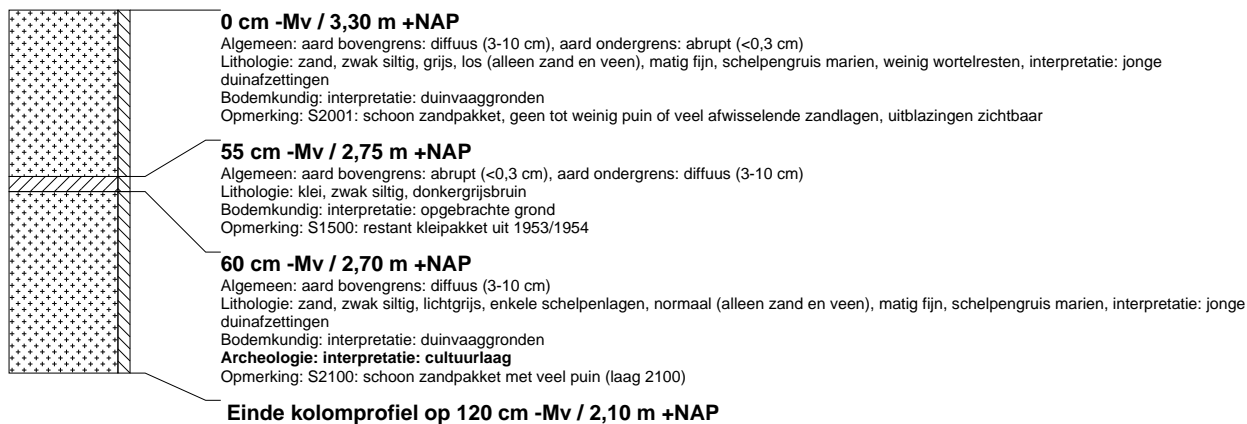 0 cm -Mv / 3,30 m +NAP
Algemeen: aard bovengrens: diffuus (3-10 cm), aard ondergrens: abrupt (<0,3 cm)
Lithologie: zand, zwak siltig, grijs, los (alleen zand en veen), matig fijn, schelpengruis marien, weinig wortelresten, interpretatie: jonge
duinafzettingen
Bodemkundig: interpretatie: duinvaaggronden
Opmerking: S2001: schoon zandpakket, geen tot weinig puin of veel afwisselende zandlagen, uitblazingen zichtbaar
55 cm -Mv / 2,75 m +NAP
Algemeen: aard bovengrens: abrupt (<0,3 cm), aard ondergrens: diffuus (3-10 cm)
Lithologie: klei, zwak siltig, donkergrijsbruin
Bodemkundig: interpretatie: opgebrachte grond
Opmerking: S1500: restant kleipakket uit 1953/1954
60 cm -Mv / 2,70 m +NAP
Algemeen: aard bovengrens: diffuus (3-10 cm)
Lithologie: zand, zwak siltig, lichtgrijs, enkele schelpenlagen, normaal (alleen zand en veen), matig fijn, schelpengruis marien, interpretatie: jonge
duinafzettingen
Bodemkundig: interpretatie: duinvaaggronden
Archeologie: interpretatie: cultuurlaag
Opmerking: S2100: schoon zandpakket met veel puin (laag 2100)
Einde kolomprofiel op 120 cm -Mv / 2,10 m +NAP